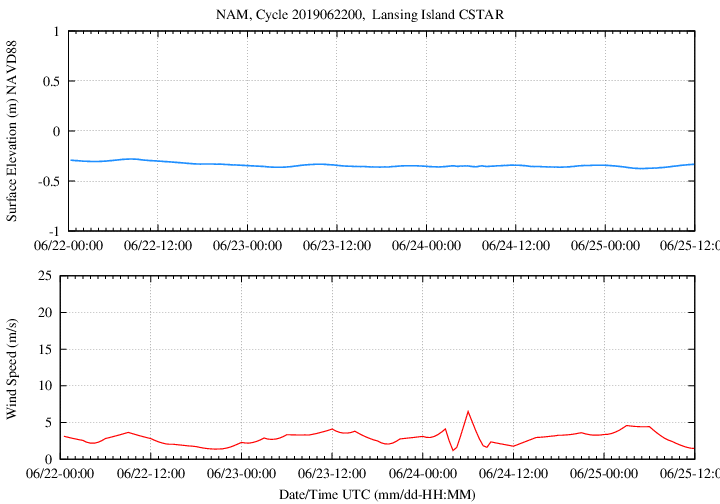 NAM, Cycle 2019062200,  Lansing Island CSTAR
Surface Elevation (m) NAVD88
1
0.5
0
-0.5
-1
06/22-00:00 06/22-12:00 06/23-00:00 06/23-12:00 06/24-00:00 06/24-12:00 06/25-00:00 06/25-12:0
Wind Speed (m/s)
25
20
15
10
5
0
06/22-00:00 06/22-12:00 06/23-00:00 06/23-12:00 06/24-00:00 06/24-12:00 06/25-00:00 06/25-12:0
Date/Time UTC (mm/dd-HH:MM)